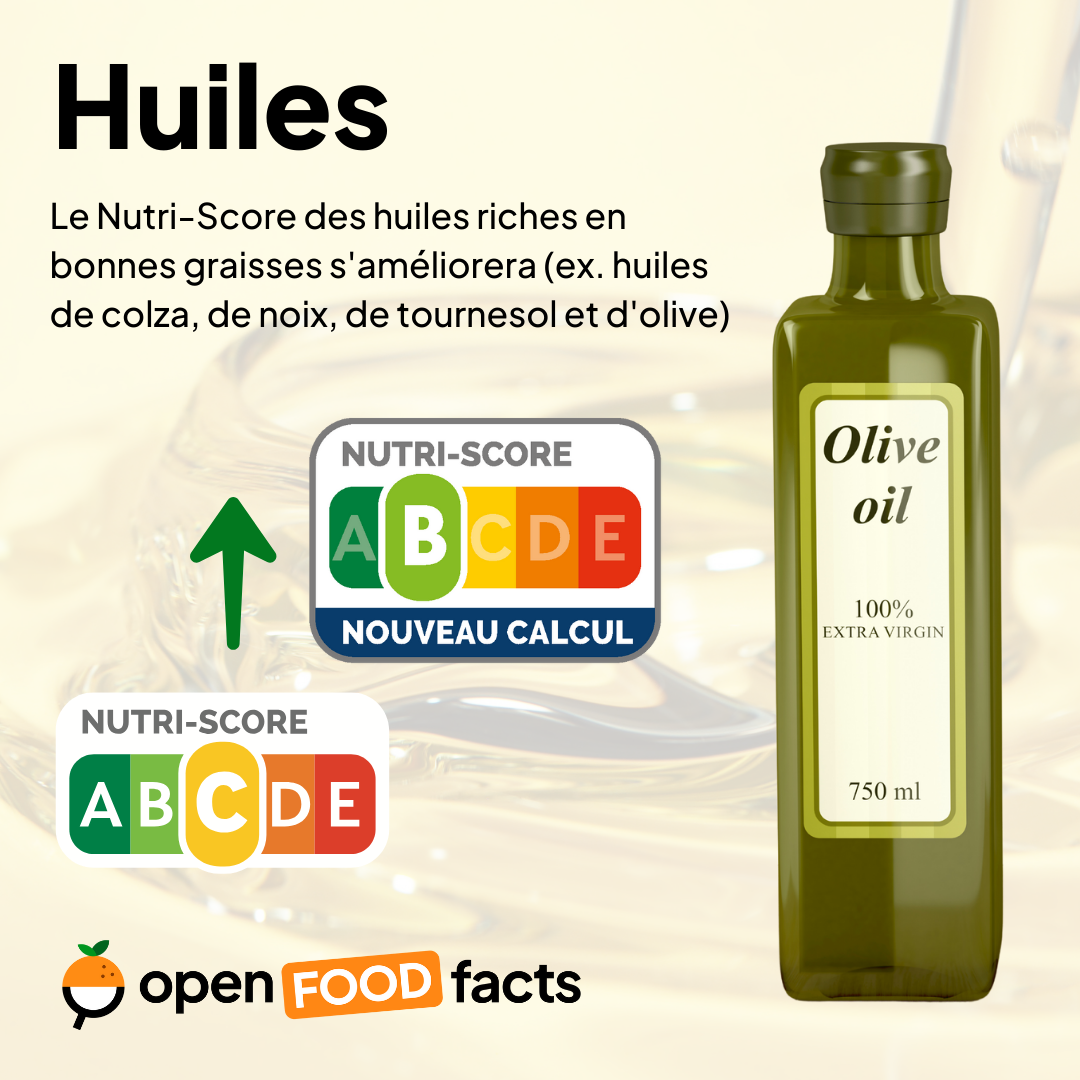 Huiles
Le Nutri-Score des huiles riches en
bonnes graisses s'améliorera (ex. huiles
de colza, de noix, de tournesol et d'olive)
NUTRI-SCORE
A B C D E
NOUVEAU CALCUL
NUTRI-SCORE
A B C D E
Olive
oil
100%
EXTRA VIRGIN
750 ml
open FOOD facts